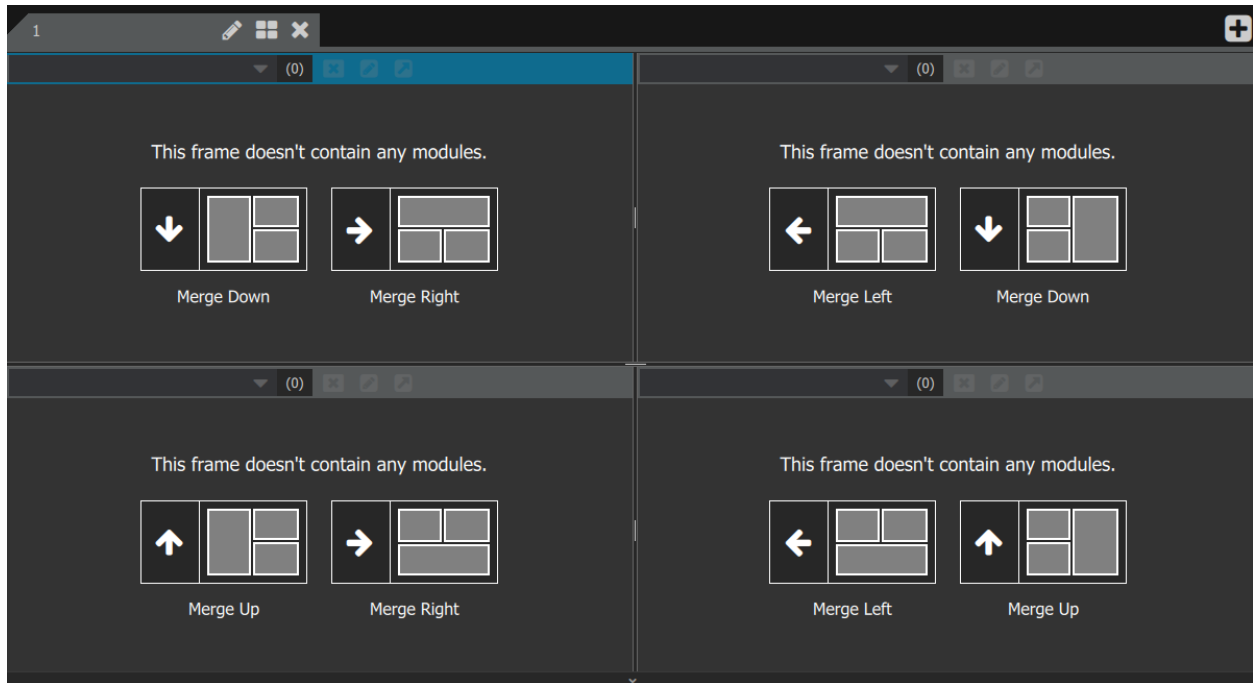 1
(0)
(0)
This frame doesn't contain any modules.
This frame doesn't contain any modules.
Merge Down
Merge Right
Merge Left
Merge Down
(0)
(0)
This frame doesn't contain any modules.
This frame doesn't contain any modules.
Merge Up
Merge Right
Merge Left
Merge Up